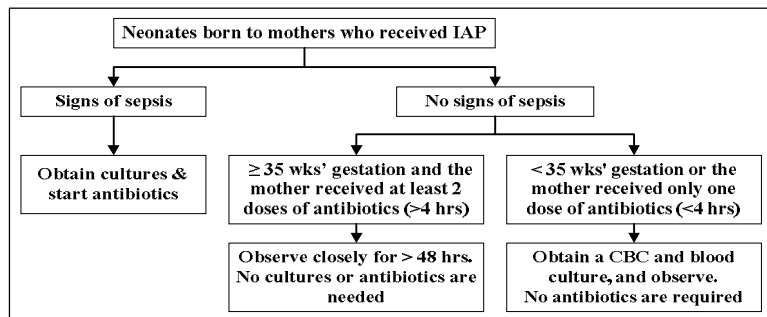 Neonates born to mothers who received IAP
Signs of sepsis
No signs of sepsis
Obtain cultures &
start antibiotics
≥ 35 wks' gestation and the
mother received at least 2
doses of antibiotics (>4 hrs)
< 35 wks' gestation or the
mother received only one
dose of antibiotics (<4 hrs)
Observe closely for > 48 hrs.
No cultures or antibiotics are
needed
Obtain a CBC and blood
culture, and observe.
No antibiotics are required